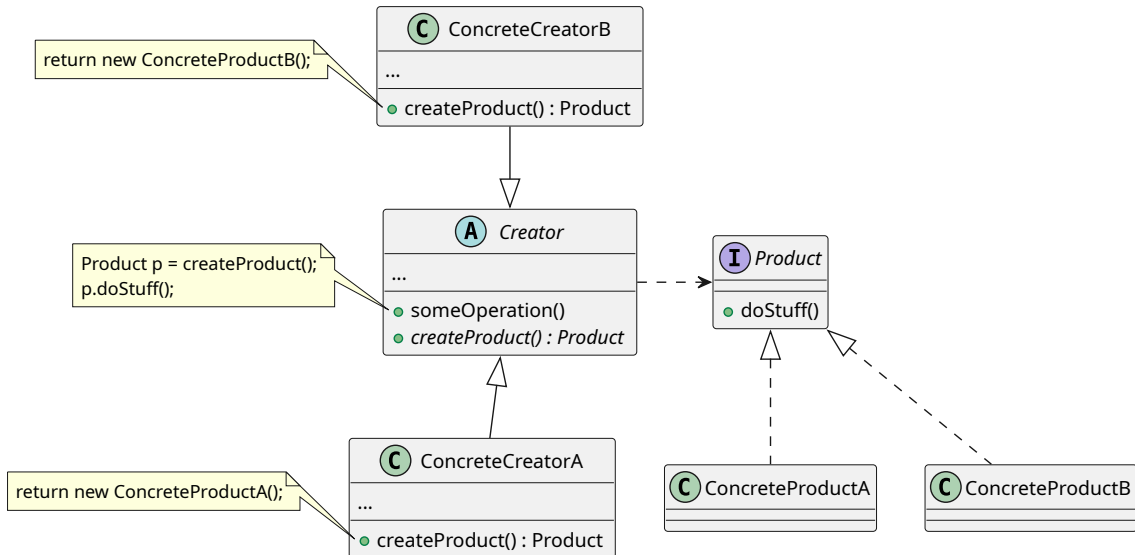 C ConcreteCreatorB
...
createProduct() : Product
return new ConcreteProductB();
A Creator
...
someOperation()
createProduct() : Product
Product p = createProduct();
p.doStuff();
I Product
doStuff()
C ConcreteCreatorA
...
createProduct() : Product
return new ConcreteProductA();
C ConcreteProductA
C ConcreteProductB